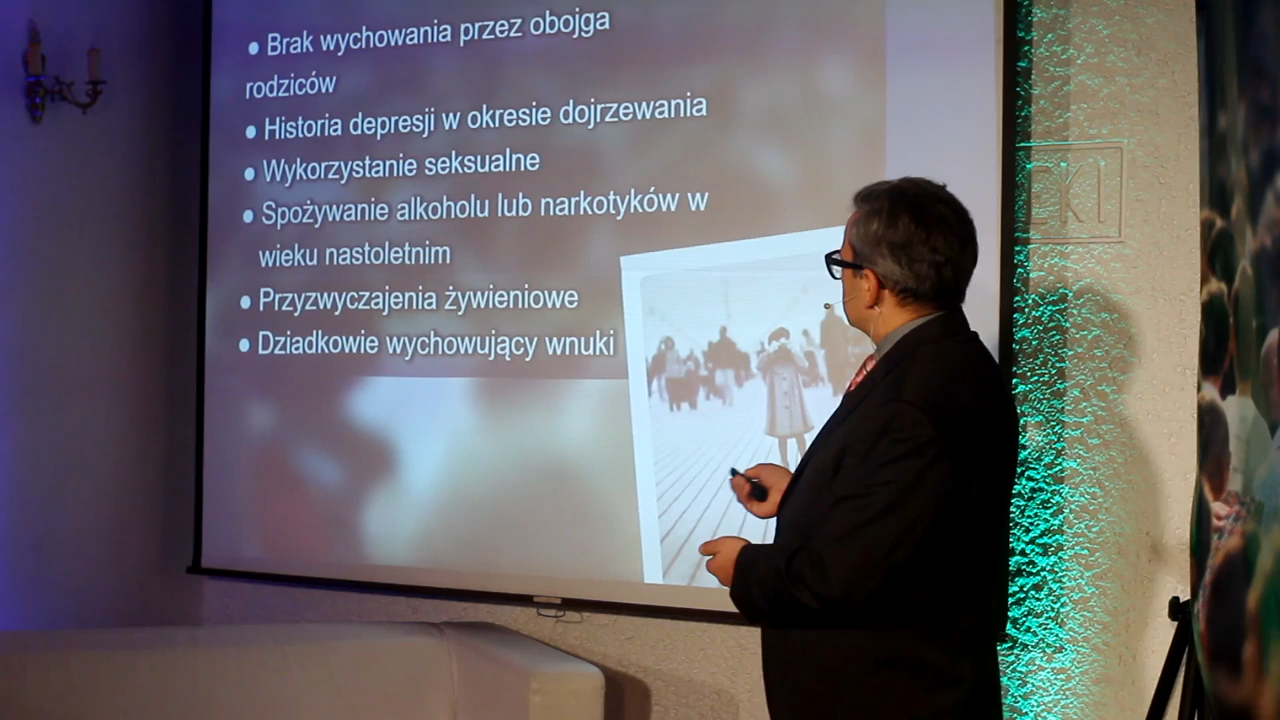 ● Brak wychowania przez obojga
rodziców
● Historia depresji w okresie dojrzewania
● Wykorzystanie seksualne
● Spożywanie alkoholu lub narkotyków w
wieku nastoletnim
● Przyzwyczajenia żywieniowe
● Dziadkowie wychowujący wnuki